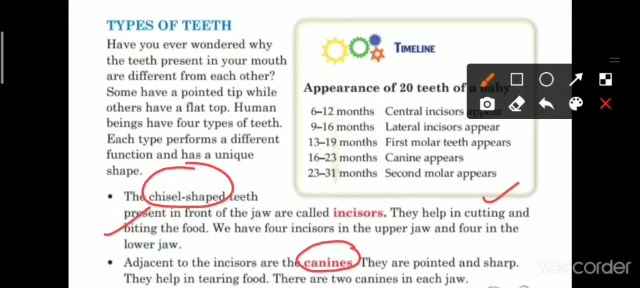 TYPES OF TEETH
Have you ever wondered why
the teeth present in your mouth
are different from each other?
Some have a pointed tip while
others have a flat top. Human
beings have four types of teeth.
Each type performs a different
function and has a unique
shape.
TIMELINE
Appearance of 20 teeth of a baby
6–12 months Central incisors appear
9–16 months Lateral incisors appear
13–19 months First molar teeth appears
16–23 months Canine appears
23–31 months Second molar appears
• The chisel-shaped teeth
present in front of the jaw are called incisors. They help in cutting and
biting the food. We have four incisors in the upper jaw and four in the
lower jaw.
• Adjacent to the incisors are the canines. They are pointed and sharp.
They help in tearing food. There are two canines in each jaw.